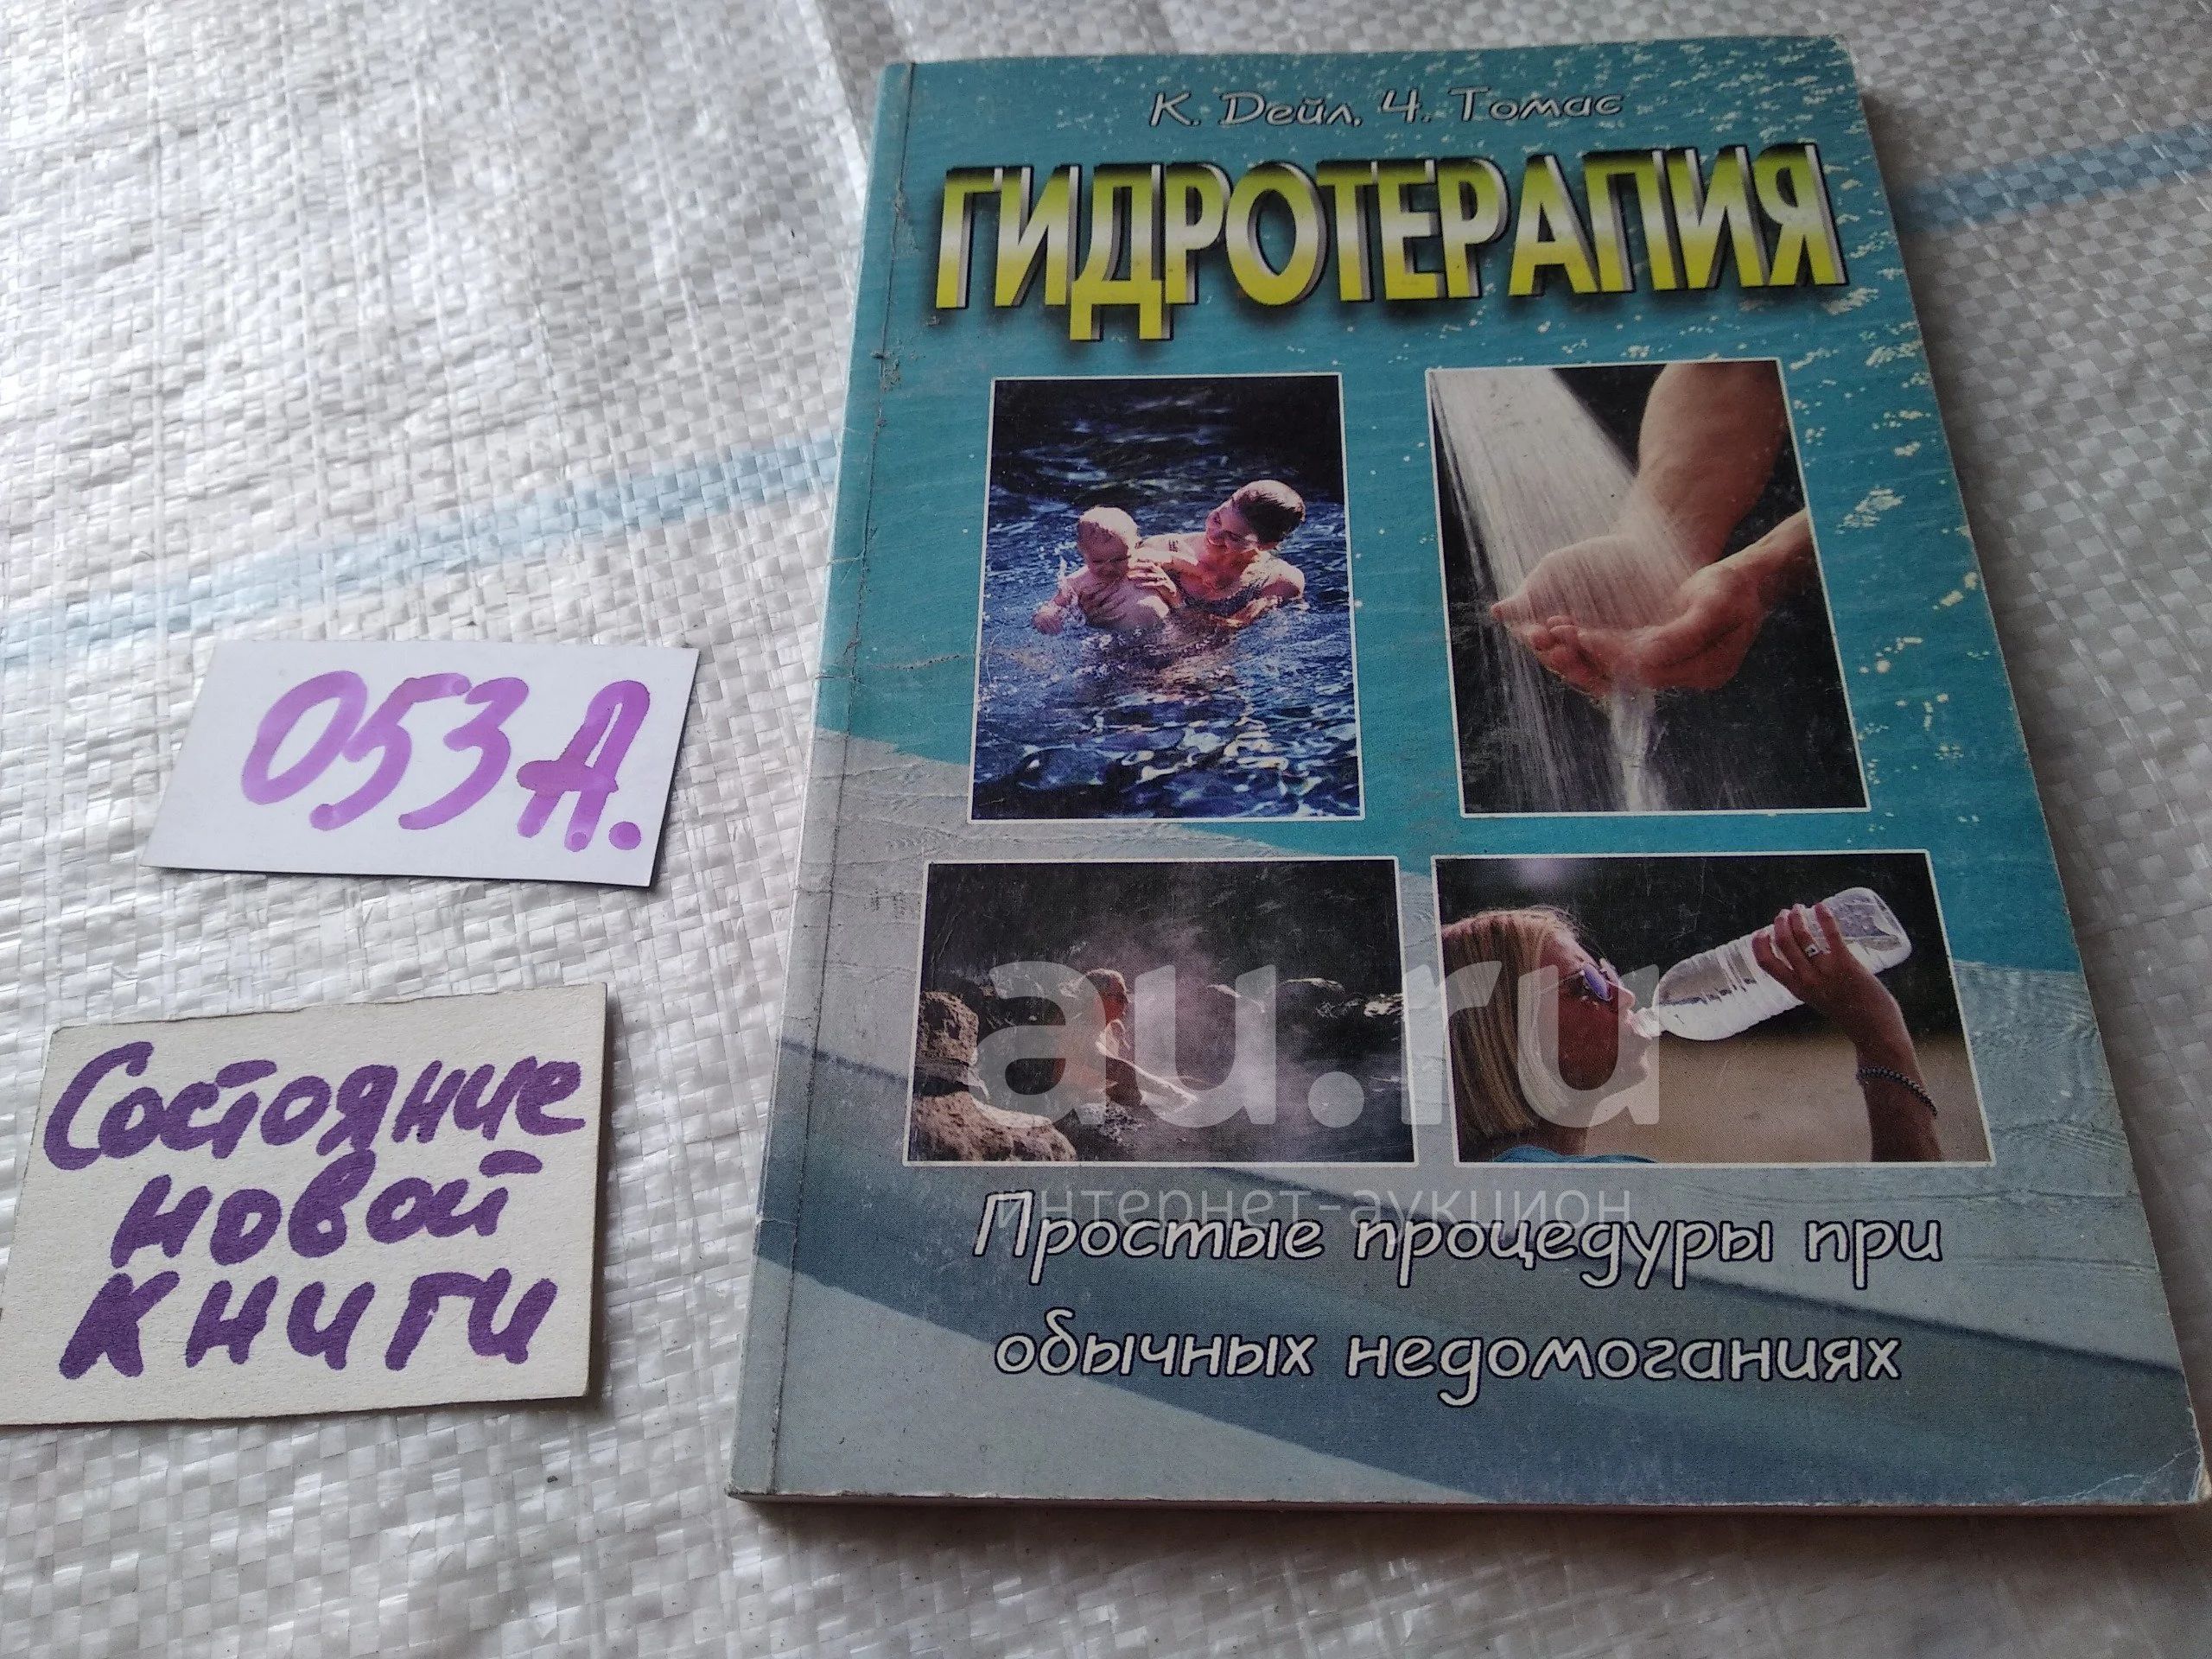 К. Дейл, Ч. Томас
ГИДРОТЕРАПИЯ
053А.
Состояние
новой
книги
au.ru
интернет-аукцион
Простые процедуры при
обычных недомоганиях